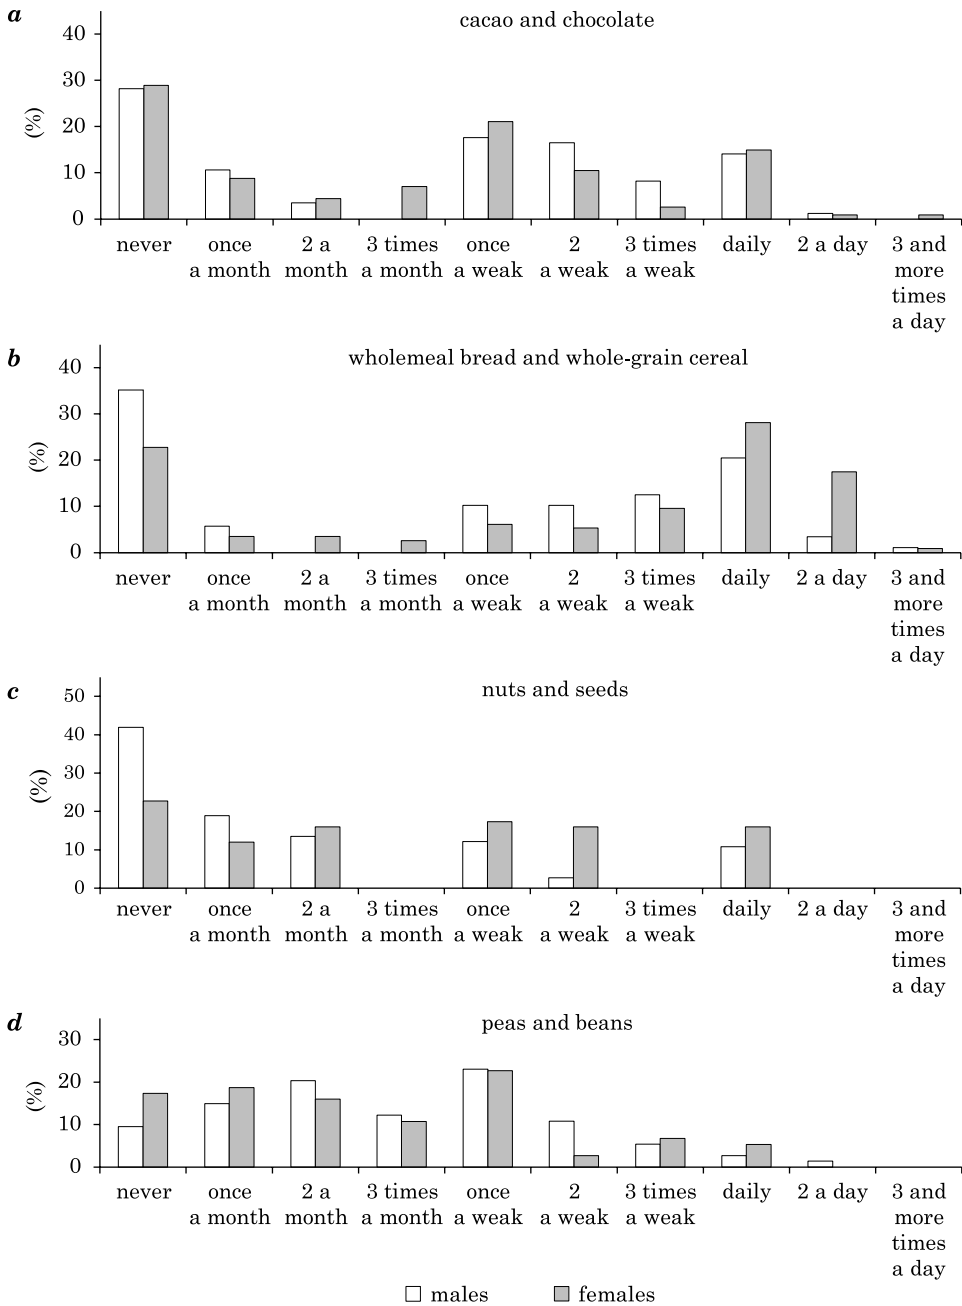 a
cacao and chocolate
40
30
20
10
0
(%)
never
once
a month
2 a
month
3 times
a month
once
a weak
2
a weak
3 times
a weak
daily
2 a day
3 and
more
times
a day
b
wholemeal bread and whole-grain cereal
40
30
20
10
0
(%)
never
once
a month
2 a
month
3 times
a month
once
a weak
2
a weak
3 times
a weak
daily
2 a day
3 and
more
times
a day
c
nuts and seeds
50
40
30
20
10
0
(%)
never
once
a month
2 a
month
3 times
a month
once
a weak
2
a weak
3 times
a weak
daily
2 a day
3 and
more
times
a day
d
peas and beans
30
20
10
0
(%)
never
once
a month
2 a
month
3 times
a month
once
a weak
2
a weak
3 times
a weak
daily
2 a day
3 and
more
times
a day
males
females